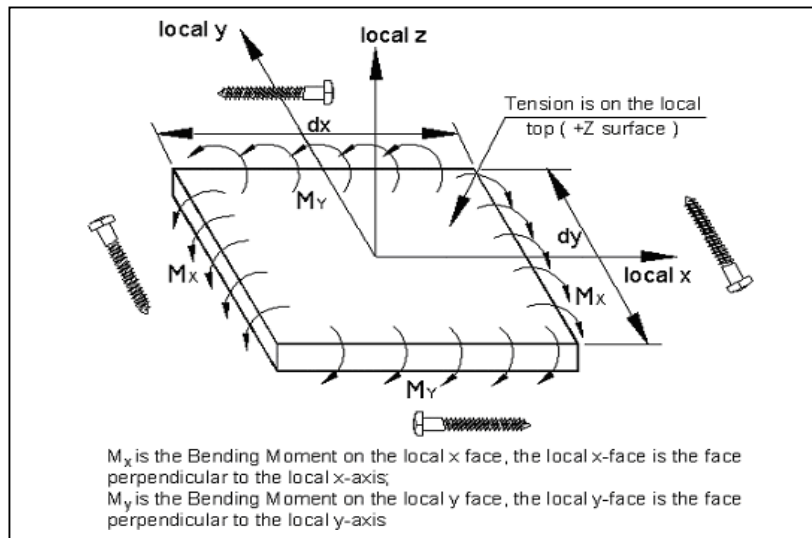 local y
local z
Tension is on the local
top ( +Z surface )
dx
MY
dy
MX
local x
MX
MY
Mx is the Bending Moment on the local x face, the local x-face is the face
perpendicular to the local x-axis;
My is the Bending Moment on the local y face, the local y-face is the face
perpendicular to the local y-axis